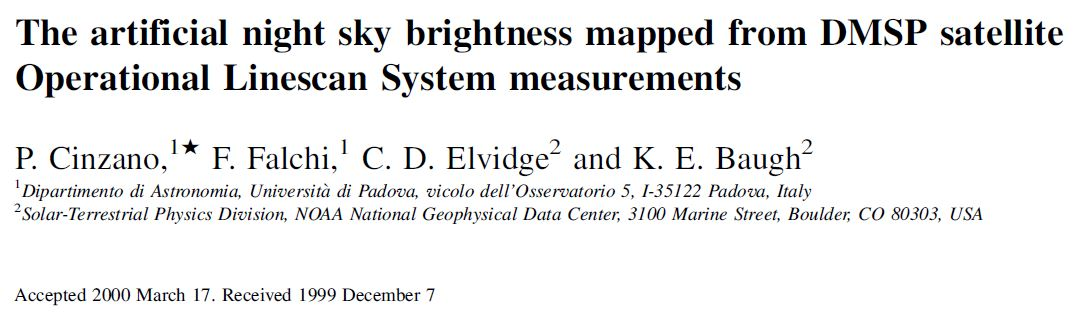 The artificial night sky brightness mapped from DMSP satellite
Operational Linescan System measurements
P. Cinzano,¹★ F. Falchi,¹ C. D. Elvidge² and K. E. Baugh²
¹Dipartimento di Astronomia, Università di Padova, vicolo dell'Osservatorio 5, I-35122 Padova, Italy
²Solar-Terrestrial Physics Division, NOAA National Geophysical Data Center, 3100 Marine Street, Boulder, CO 80303, USA
Accepted 2000 March 17. Received 1999 December 7